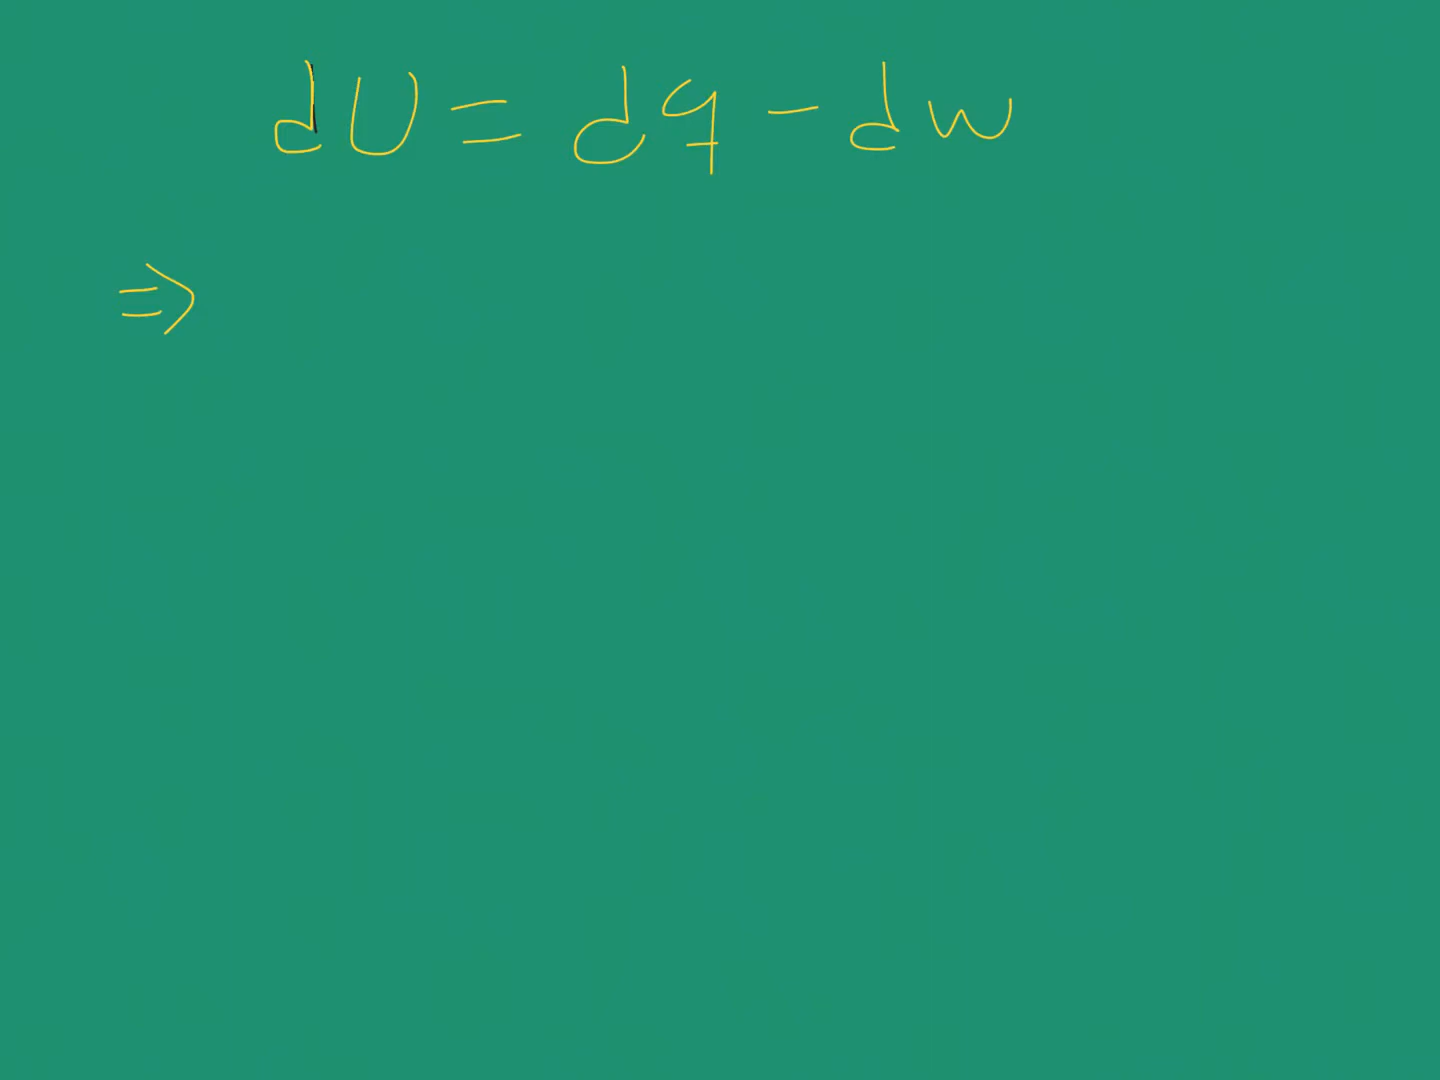 dU = dq - dw
⇒